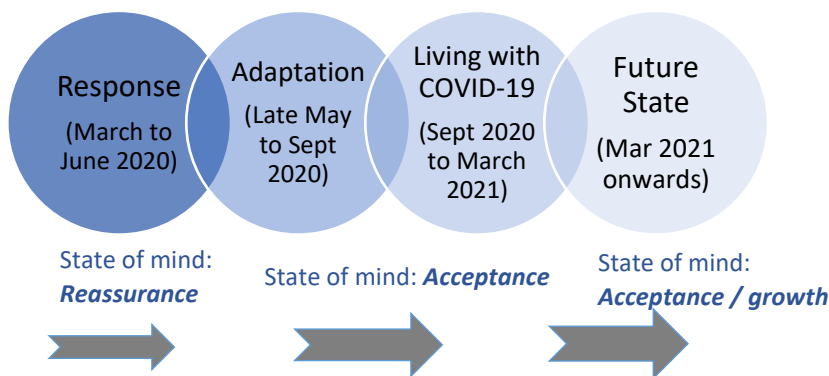 Response
(March to
June 2020)
Adaptation
(Late May
to Sept
2020)
Living with
COVID-19
(Sept 2020
to March
2021)
Future
State
(Mar 2021
onwards)
State of mind:
Reassurance
State of mind: Acceptance
State of mind:
Acceptance / growth